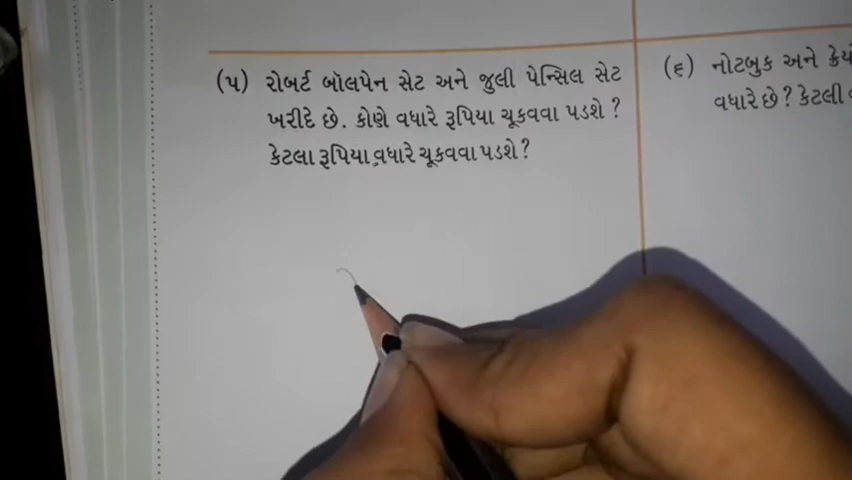 (૫) રોબર્ટ બૉલપેન સેટ અને જુલી પેન્સિલ સેટ
ખરીદે છે. કોણે વધારે રૂપિયા ચૂકવવા પડશે ?
કેટલા રૂપિયા વધારે ચૂકવવા પડશે ?
(૬) નોટબુક અને
વધારે છે ? કેટલી